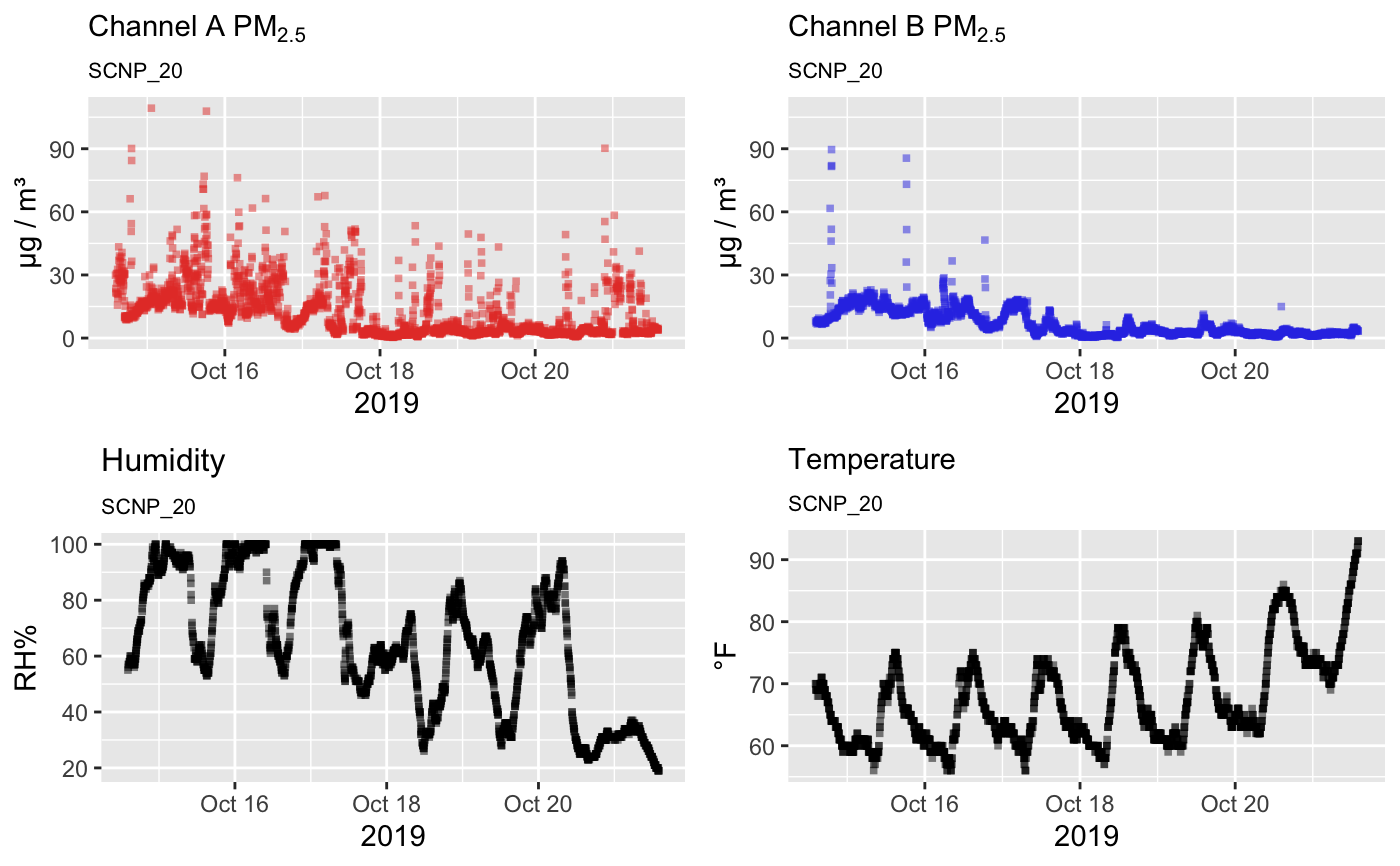 Channel A PM2.5
SCNP_20
µg / m³
90
60
30
0
Oct 16
Oct 18
Oct 20
2019
Channel B PM2.5
SCNP_20
µg / m³
90
60
30
0
Oct 16
Oct 18
Oct 20
2019
Humidity
SCNP_20
RH%
100
80
60
40
20
Oct 16
Oct 18
Oct 20
2019
Temperature
SCNP_20
°F
90
80
70
60
Oct 16
Oct 18
Oct 20
2019